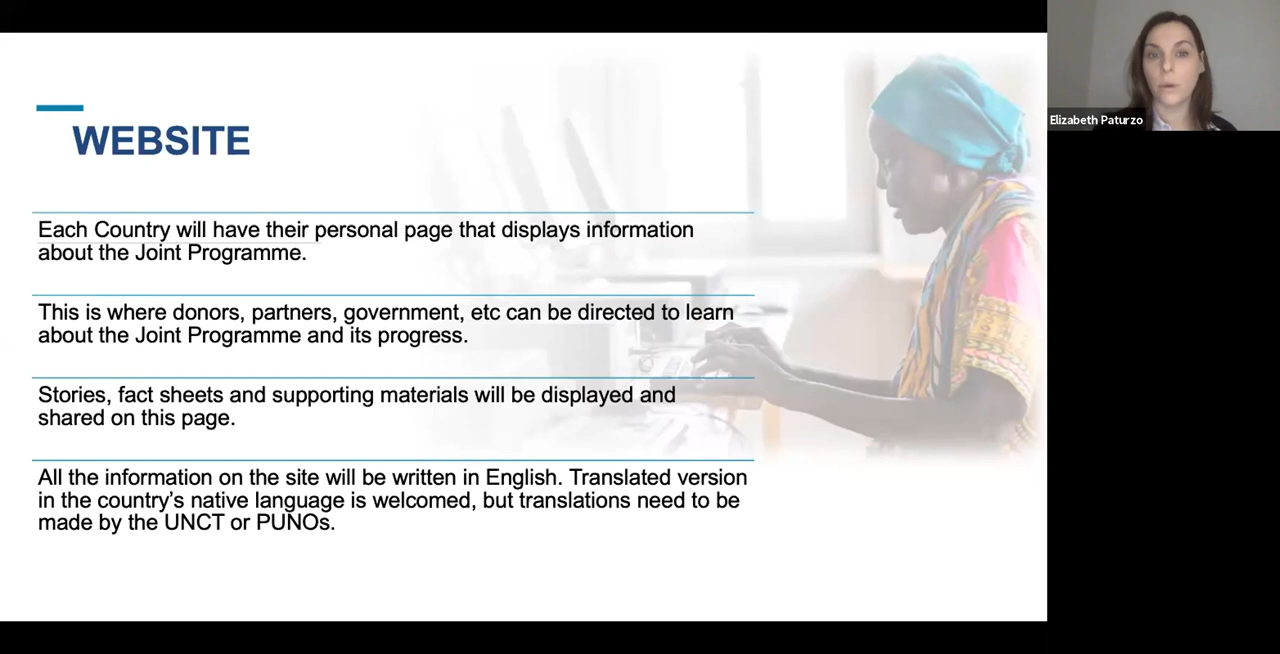 WEBSITE
Each Country will have their personal page that displays information
about the Joint Programme.
This is where donors, partners, government, etc can be directed to learn
about the Joint Programme and its progress.
Stories, fact sheets and supporting materials will be displayed and
shared on this page.
All the information on the site will be written in English. Translated version
in the country’s native language is welcomed, but translations need to be
made by the UNCT or PUNOs.
Elizabeth Paturzo